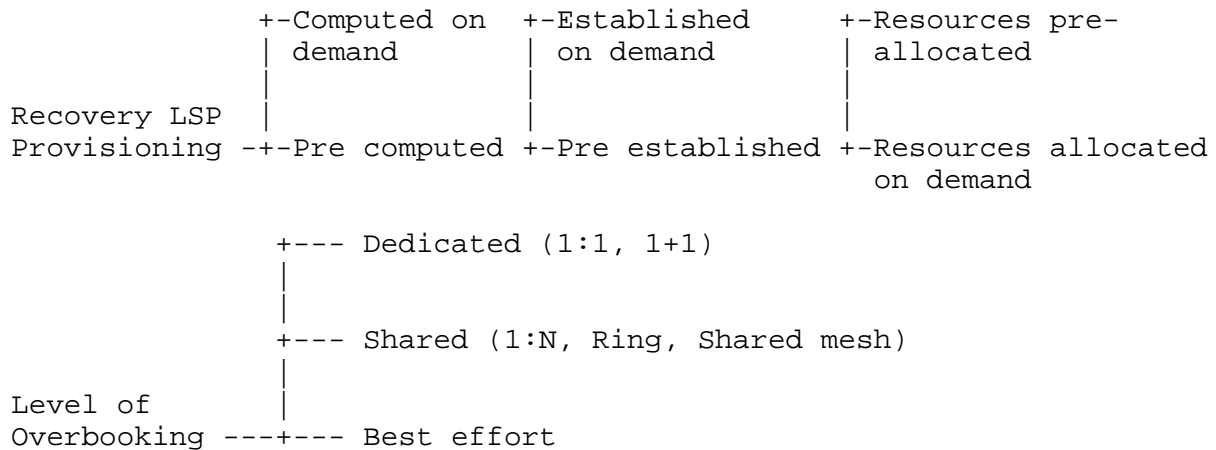 +-Computed on +-Established +-Resources pre-
| demand | on demand | allocated
| | |
Recovery LSP | | |
Provisioning -+-Pre computed +-Pre established +-Resources allocated
on demand
+--- Dedicated (1:1, 1+1)
|
|
+--- Shared (1:N, Ring, Shared mesh)
|
Level of |
Overbooking ---+--- Best effort